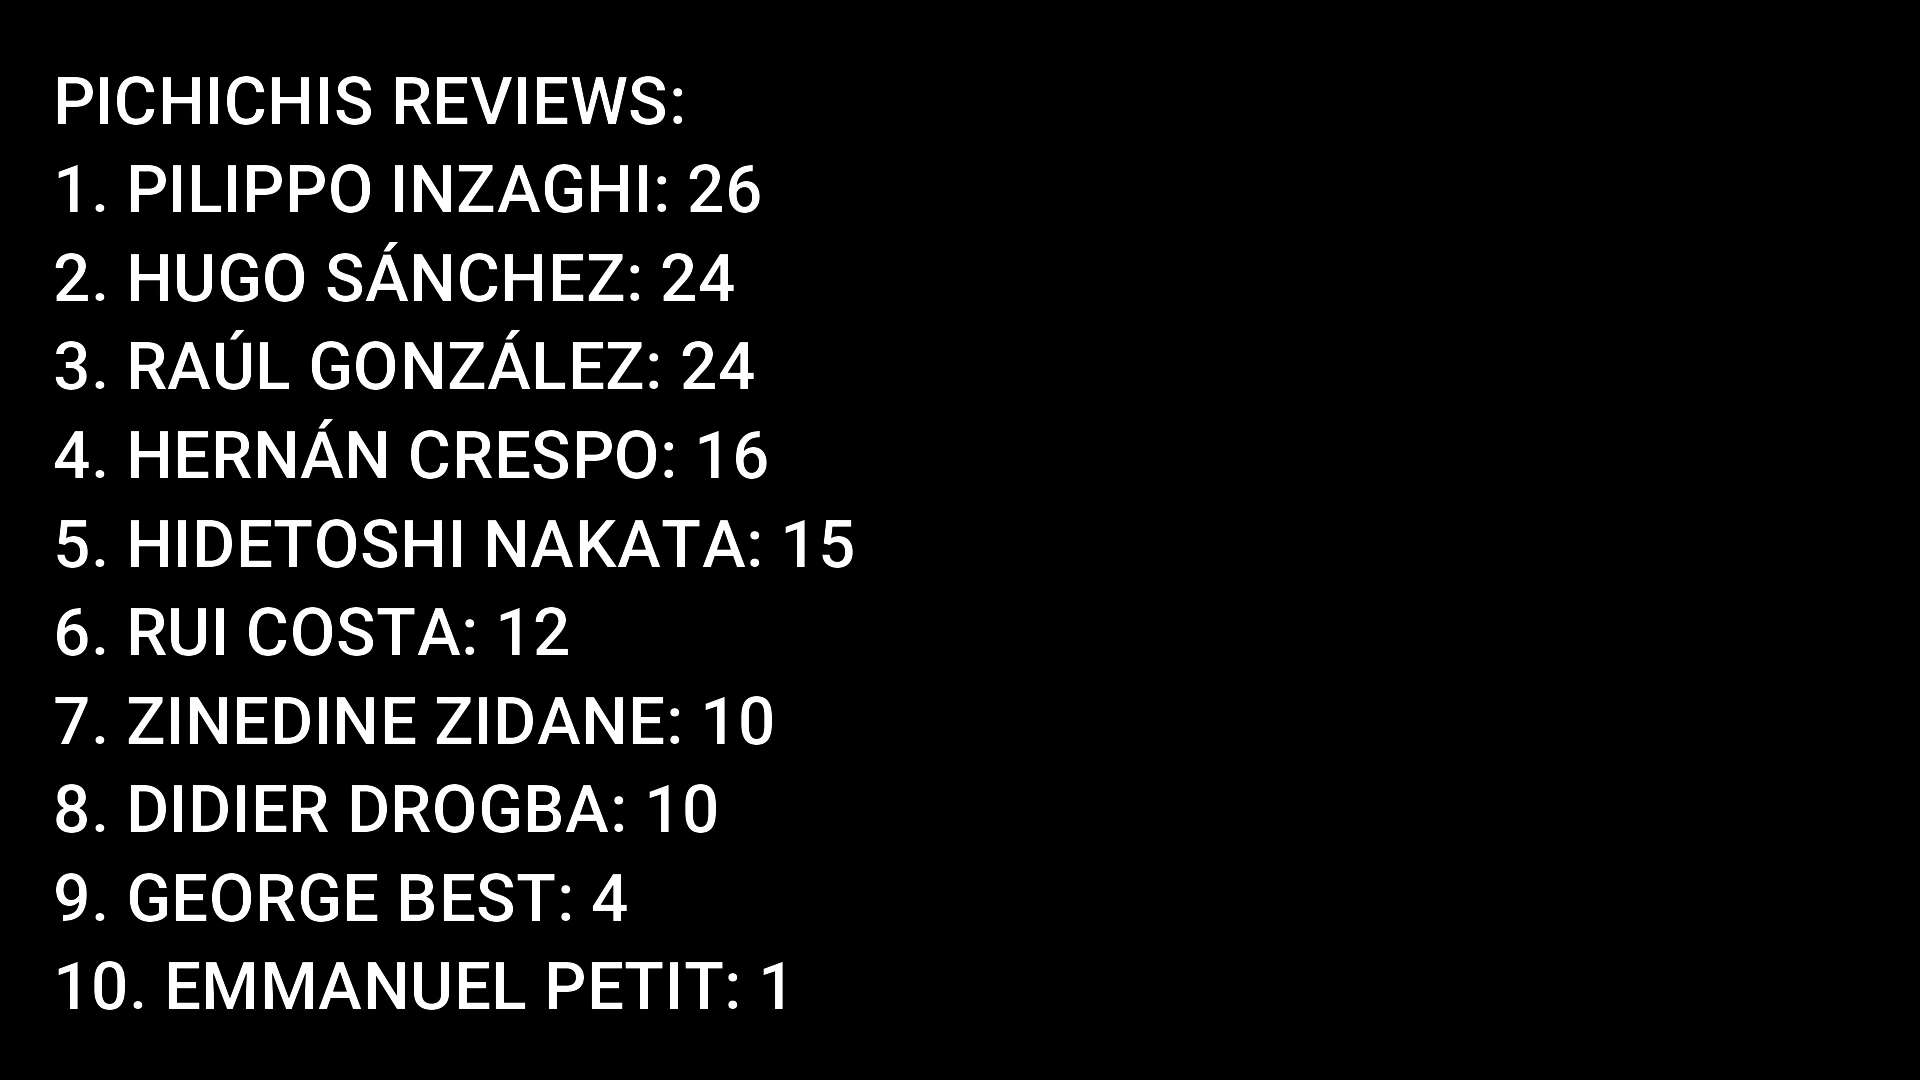 PICHICHIS REVIEWS:
1. PILIPPO INZAGHI: 26
2. HUGO SÁNCHEZ: 24
3. RAÚL GONZÁLEZ: 24
4. HERNÁN CRESPO: 16
5. HIDETOSHI NAKATA: 15
6. RUI COSTA: 12
7. ZINEDINE ZIDANE: 10
8. DIDIER DROGBA: 10
9. GEORGE BEST: 4
10. EMMANUEL PETIT: 1